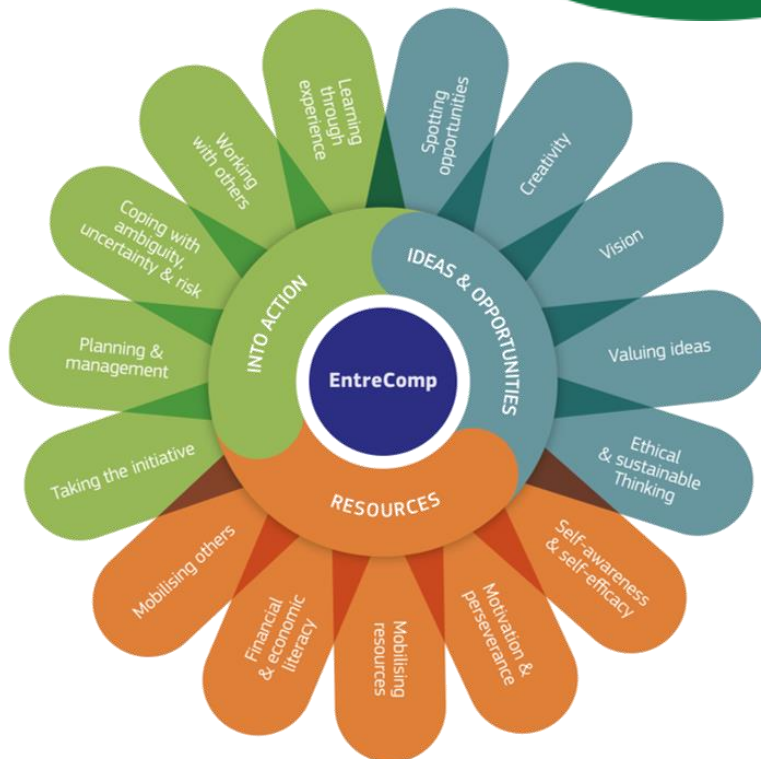 EntreComp
IDEAS & OPPORTUNITIES
Spotting
opportunities
Creativity
Vision
Valuing ideas
Ethical
& sustainable
Thinking
RESOURCES
Self-awareness
& self-efficacy
Motivation &
perseverance
Mobilising
resources
Financial
& economic
literacy
Mobilising others
INTO ACTION
Taking the initiative
Planning &
management
Coping with
ambiguity,
uncertainty & risk
Working
with others
Learning
through
experience